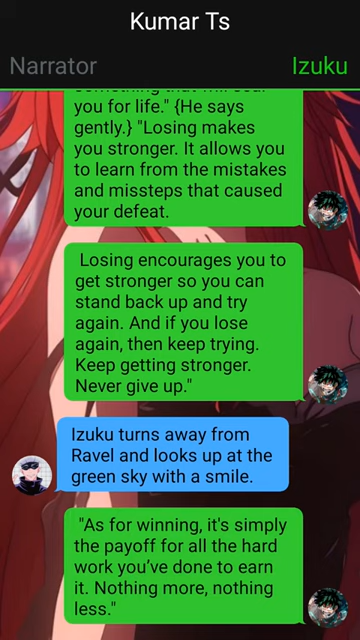 Kumar Ts
Narrator
Izuku
something that will scar
you for life." {He says
gently.} "Losing makes
you stronger. It allows you
to learn from the mistakes
and missteps that caused
your defeat.
Losing encourages you to
get stronger so you can
stand back up and try
again. And if you lose
again, then keep trying.
Keep getting stronger.
Never give up."
Izuku turns away from
Ravel and looks up at the
green sky with a smile.
"As for winning, it's simply
the payoff for all the hard
work you’ve done to earn
it. Nothing more, nothing
less."